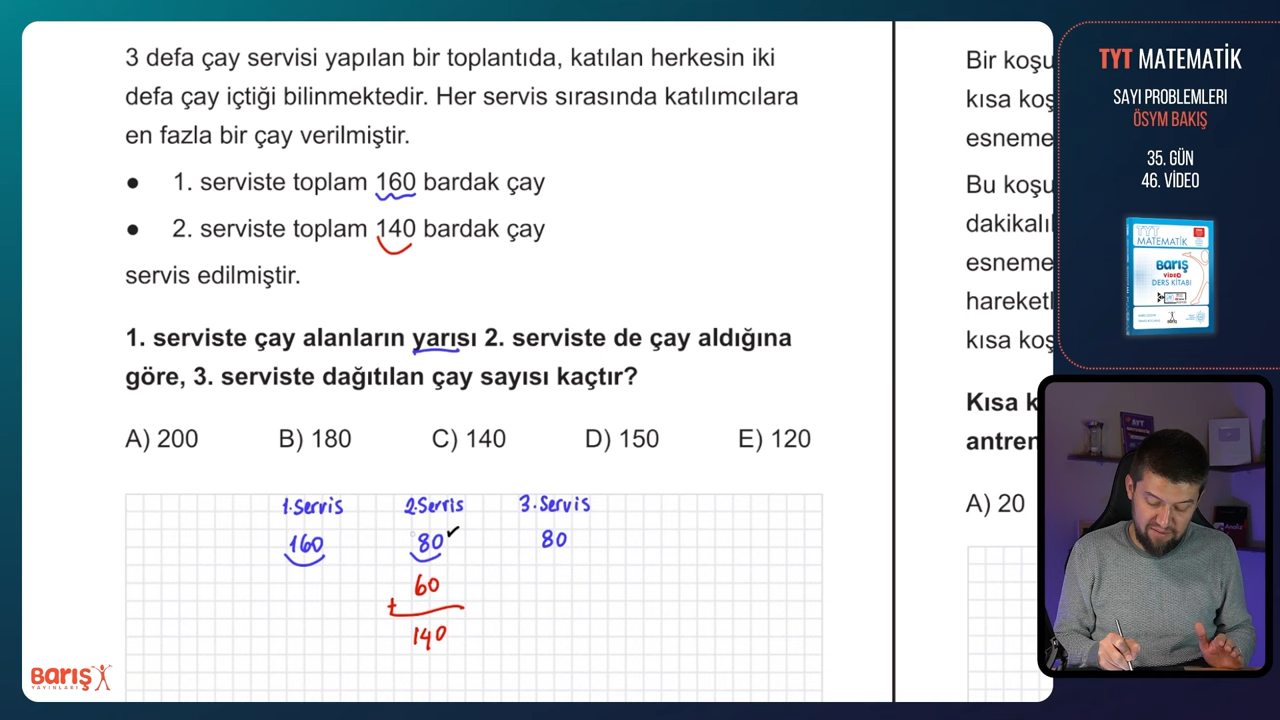 3 defa çay servisi yapılan bir toplantıda, katılan herkesin iki
defa çay içtiği bilinmektedir. Her servis sırasında katılımcılara
en fazla bir çay verilmiştir.
● 1. serviste toplam 160 bardak çay
● 2. serviste toplam 140 bardak çay
servis edilmiştir.
1. serviste çay alanların yarısı 2. serviste de çay aldığına
göre, 3. serviste dağıtılan çay sayısı kaçtır?
A) 200 B) 180 C) 140 D) 150 E) 120
1.Servis 2.Servis 3.Servis
160 80 80
60
+
140
BARIŞ
YAYINLARI
Bir koşu
kısa koş
esneme
Bu koşu
dakikalı
esneme
hareket
kısa koş
Kısa k
antren
A) 20
TYT MATEMATİK
SAYI PROBLEMLERI
ÖSYM BAKIŞ
35. GÜN
46. VİDEO
TYT
MATEMATİK
BARIŞ
VİDEO
DERS KİTABI